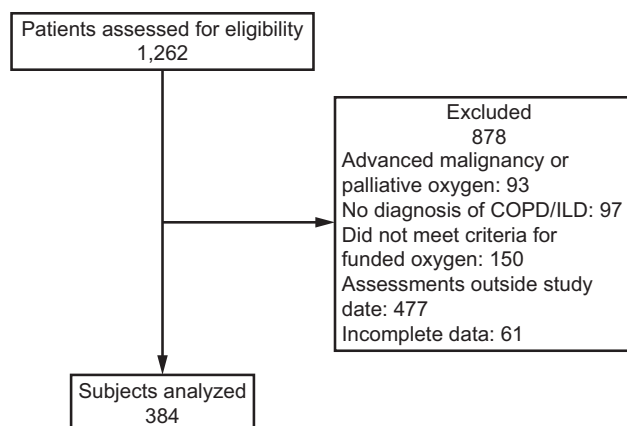 Patients assessed for eligibility
1,262
Excluded
878
Advanced malignancy or
palliative oxygen: 93
No diagnosis of COPD/ILD: 97
Did not meet criteria for
funded oxygen: 150
Assessments outside study
date: 477
Incomplete data: 61
Subjects analyzed
384